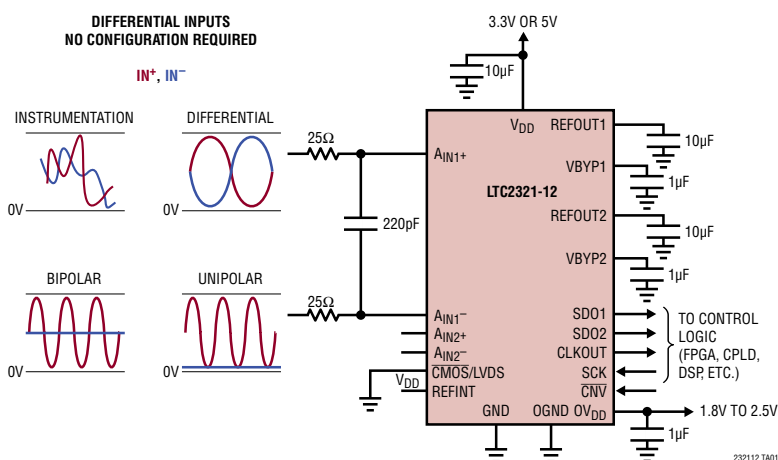 DIFFERENTIAL INPUTS
NO CONFIGURATION REQUIRED
IN⁺, IN⁻
INSTRUMENTATION
0V
DIFFERENTIAL
0V
BIPOLAR
0V
UNIPOLAR
0V
25Ω
220pF
25Ω
3.3V OR 5V
10µF
VDD
AIN1+
LTC2321-12
AIN1⁻
AIN2+
AIN2⁻
CMOS/LVDS
VDD
REFINT
GND
OGND
OVDD
REFOUT1
10µF
VBYP1
1µF
REFOUT2
10µF
VBYP2
1µF
SDO1
SDO2
CLKOUT
SCK
CNV
TO CONTROL
LOGIC
(FPGA, CPLD,
DSP, ETC.)
1.8V TO 2.5V
1µF
232112 TA01